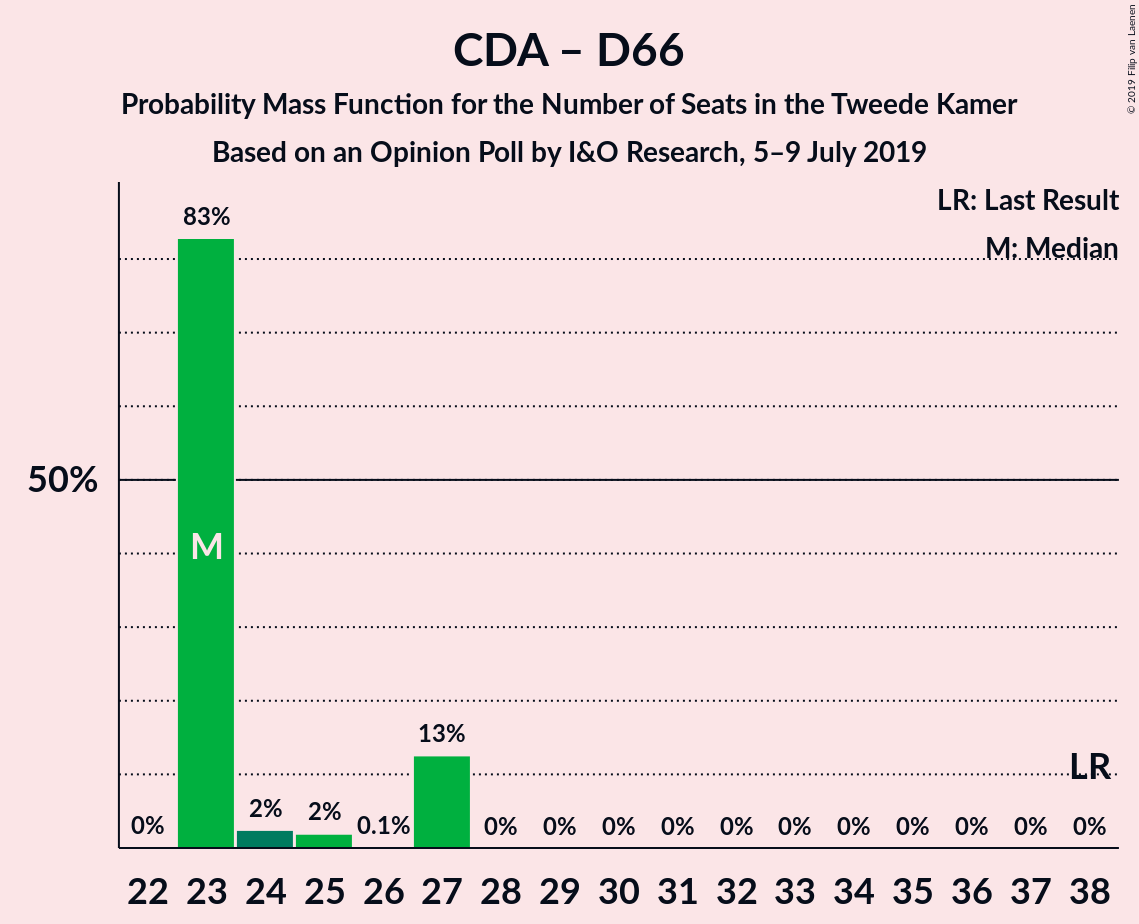 CDA – D66
Probability Mass Function for the Number of Seats in the Tweede Kamer
Based on an Opinion Poll by I&O Research, 5–9 July 2019
© 2019 Filip van Laenen
LR: Last Result
M: Median
83%
50%
M
13%
LR
0% 2% 2% 0.1% 0% 0% 0% 0% 0% 0% 0% 0% 0% 0% 0%
22 23 24 25 26 27 28 29 30 31 32 33 34 35 36 37 38